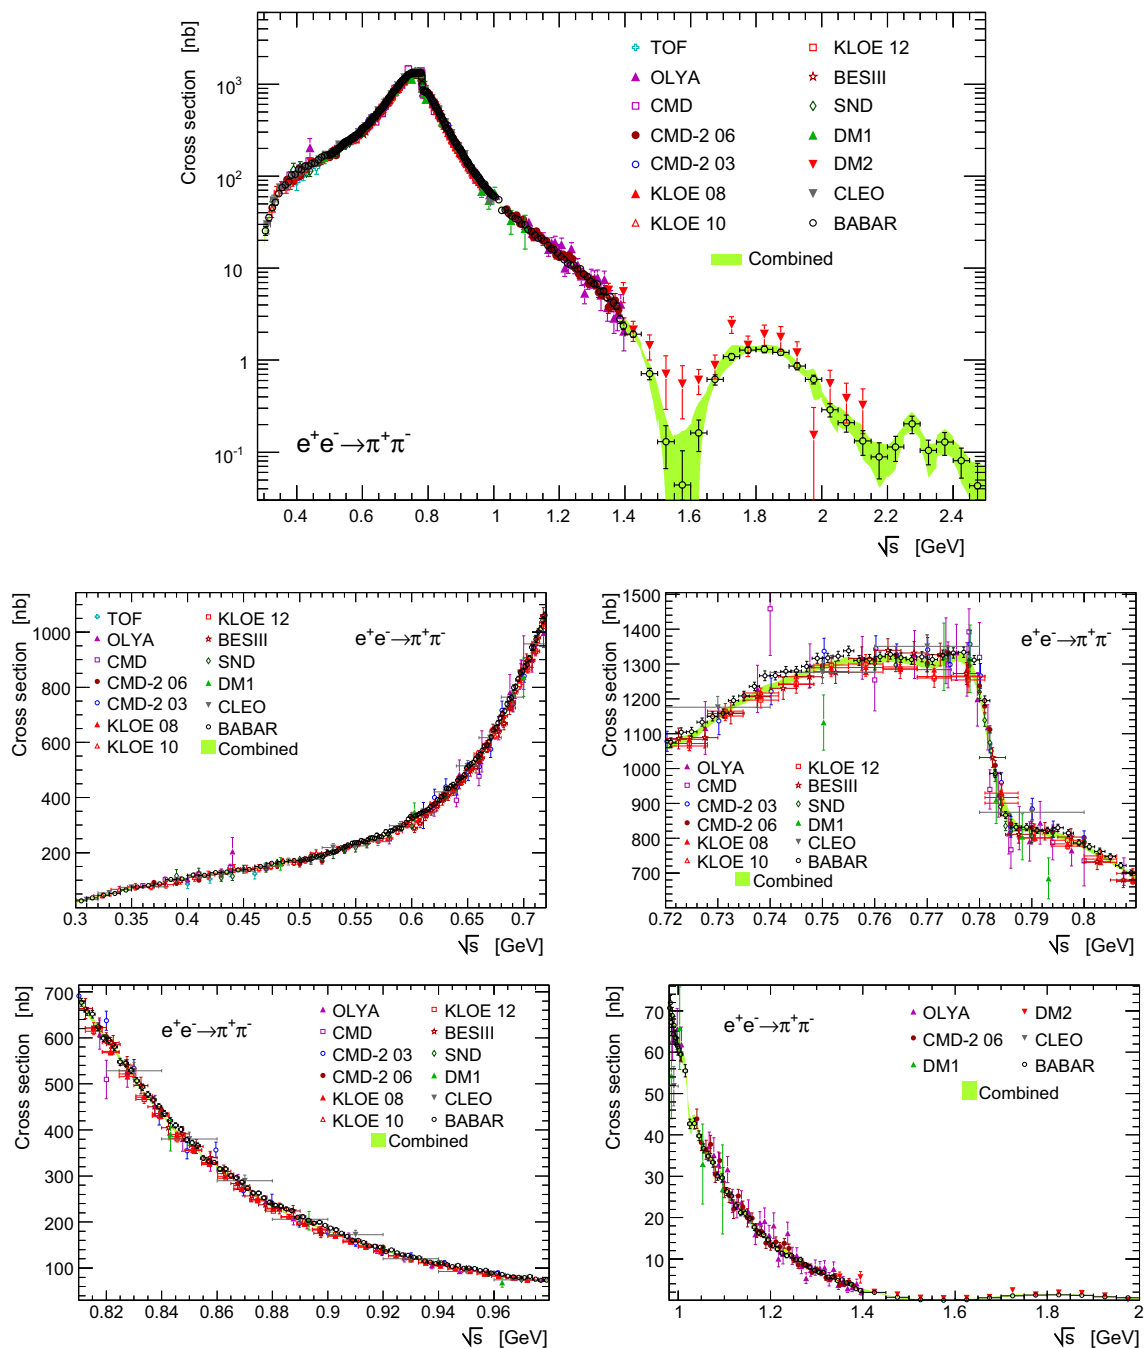 Cross section [nb]
10³
10²
10
1
10⁻¹
TOF
OLYA
CMD
CMD-2 06
CMD-2 03
KLOE 08
KLOE 10
KLOE 12
BESIII
SND
DM1
DM2
CLEO
BABAR
Combined
e⁺e⁻→π⁺π⁻
0.4 0.6 0.8 1 1.2 1.4 1.6 1.8 2 2.2 2.4
√s [GeV]
Cross section [nb]
1000
800
600
400
200
TOF
OLYA
CMD
CMD-2 06
CMD-2 03
KLOE 08
KLOE 10
KLOE 12
BESIII
SND
DM1
CLEO
BABAR
Combined
e⁺e⁻→π⁺π⁻
0.3 0.35 0.4 0.45 0.5 0.55 0.6 0.65 0.7
√s [GeV]
Cross section [nb]
1500
1400
1300
1200
1100
1000
900
800
700
e⁺e⁻→π⁺π⁻
OLYA
CMD
CMD-2 03
CMD-2 06
KLOE 08
KLOE 10
KLOE 12
BESIII
SND
DM1
CLEO
BABAR
Combined
0.72 0.73 0.74 0.75 0.76 0.77 0.78 0.79 0.8
√s [GeV]
Cross section [nb]
700
600
500
400
300
200
100
e⁺e⁻→π⁺π⁻
OLYA
CMD
CMD-2 03
CMD-2 06
KLOE 08
KLOE 10
KLOE 12
BESIII
SND
DM1
CLEO
BABAR
Combined
0.82 0.84 0.86 0.88 0.9 0.92 0.94 0.96
√s [GeV]
Cross section [nb]
70
60
50
40
30
20
10
e⁺e⁻→π⁺π⁻
OLYA
CMD-2 06
DM1
DM2
CLEO
BABAR
Combined
1 1.2 1.4 1.6 1.8 2
√s [GeV]